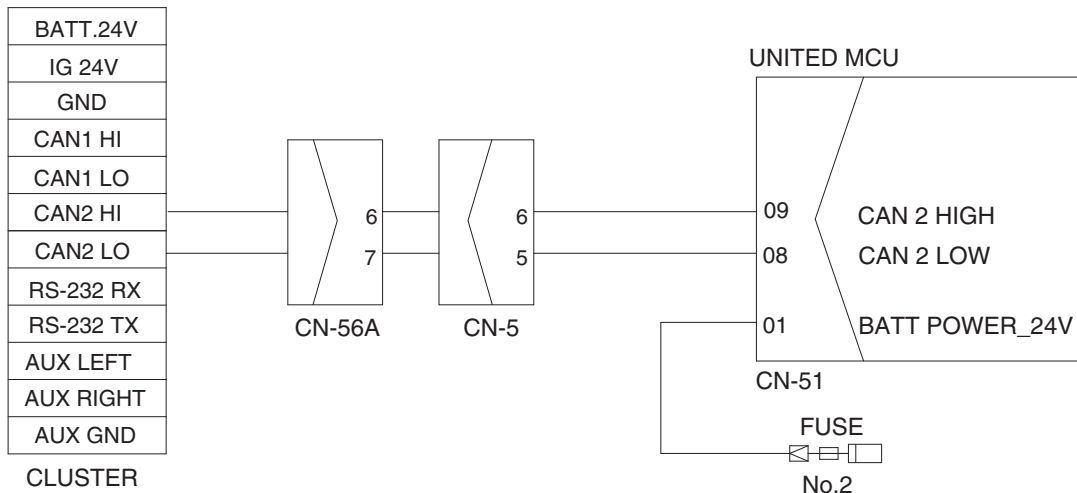 BATT.24V
IG 24V
GND
CAN1 HI
CAN1 LO
CAN2 HI
CAN2 LO
RS-232 RX
RS-232 TX
AUX LEFT
AUX RIGHT
AUX GND
CLUSTER
6
7
CN-56A
6
5
CN-5
UNITED MCU
09 CAN 2 HIGH
08 CAN 2 LOW
01 BATT POWER_24V
CN-51
FUSE
No.2